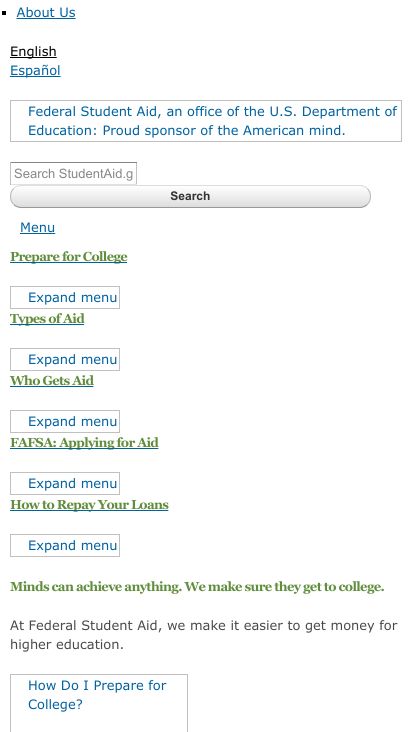 About Us
English
Español
Federal Student Aid, an office of the U.S. Department of
Education: Proud sponsor of the American mind.
Search StudentAid.g
Search
Menu
Prepare for College
Expand menu
Types of Aid
Expand menu
Who Gets Aid
Expand menu
FAFSA: Applying for Aid
Expand menu
How to Repay Your Loans
Expand menu
Minds can achieve anything. We make sure they get to college.
At Federal Student Aid, we make it easier to get money for
higher education.
How Do I Prepare for
College?